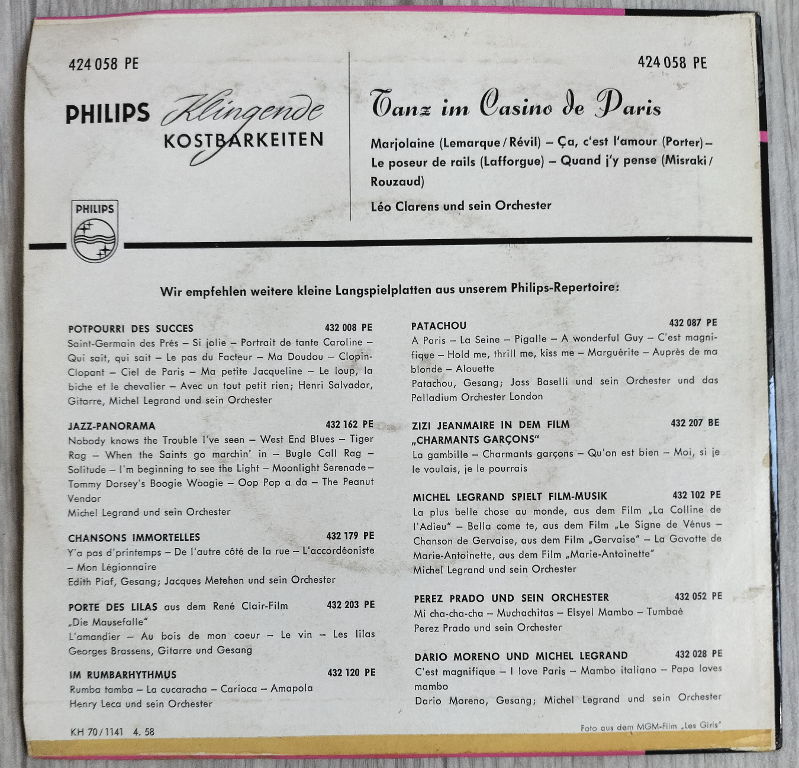 424 058 PE
424 058 PE
PHILIPS Klingende
KOSTBARKEITEN
Tanz im Casino de Paris
Marjolaine (Lemarque/Révil) – Ça, c'est l'amour (Porter) –
Le poseur de rails (Lafforgue) – Quand j'y pense (Misraki/
Rouzaud)
Léo Clarens und sein Orchester
PHILIPS
Wir empfehlen weitere kleine Langspielplatten aus unserem Philips-Repertoire:
POTPOURRI DES SUCCES 432 008 PE
Saint-Germain des Prés – Si jolie – Portrait de tante Caroline –
Qui sait, qui sait – Le pas du Facteur – Ma Doudou – Clopin-
Clopant – Ciel de Paris – Ma petite Jacqueline – Le loup, la
biche et le chevalier – Avec un tout petit rien; Henri Salvador,
Gitarre, Michel Legrand und sein Orchester
JAZZ-PANORAMA 432 162 PE
Nobody knows the Trouble I've seen – West End Blues – Tiger
Rag – When the Saints go marchin' in – Bugle Call Rag –
Solitude – I'm beginning to see the Light – Moonlight Serenade –
Tommy Dorsey's Boogie Woogie – Oop Pop a da – The Peanut
Vendor
Michel Legrand und sein Orchester
CHANSONS IMMORTELLES 432 179 PE
Y'a pas d'printemps – De l'autre côté de la rue – L'accordéoniste
– Mon Légionnaire
Edith Piaf, Gesang; Jacques Metehen und sein Orchester
PORTE DES LILAS aus dem René Clair-Film 432 203 PE
„Die Mausefalle"
L'amandier – Au bois de mon coeur – Le vin – Les lilas
Georges Brassens, Gitarre und Gesang
IM RUMBARHYTHMUS 432 120 PE
Rumba tamba – La cucaracha – Carioca – Amapola
Henry Leca und sein Orchester
KH 70/1141 4. 58
PATACHOU 432 087 PE
A Paris – La Seine – Pigalle – A wonderful Guy – C'est magni-
fique – Hold me, thrill me, kiss me – Marguérite – Auprès de ma
blonde – Alouette
Patachou, Gesang; Joss Baselli und sein Orchester und das
Palladium Orchester London
ZIZI JEANMAIRE IN DEM FILM 432 207 BE
„CHARMANTS GARÇONS"
La gambille – Charmants garçons – Qu'on est bien – Moi, si je
le voulais, je le pourrais
MICHEL LEGRAND SPIELT FILM-MUSIK 432 102 PE
La plus belle chose au monde, aus dem Film „La Colline de
l'Adieu" – Bella come te, aus dem Film „Le Signe de Vénus –
Chanson de Gervaise, aus dem Film „Gervaise" – La Gavotte de
Marie-Antoinette, aus dem Film „Marie-Antoinette"
Michel Legrand und sein Orchester
PEREZ PRADO UND SEIN ORCHESTER 432 052 PE
Mi cha-cha-cha – Muchachitas – Elsyel Mambo – Tumbaé
Perez Prado und sein Orchester
DARIO MORENO UND MICHEL LEGRAND 432 028 PE
C'est magnifique – I love Paris – Mambo italiano – Papa loves
mambo
Dario Moreno, Gesang; Michel Legrand und sein Orchester
Foto aus dem MGM-Film „Les Girls"